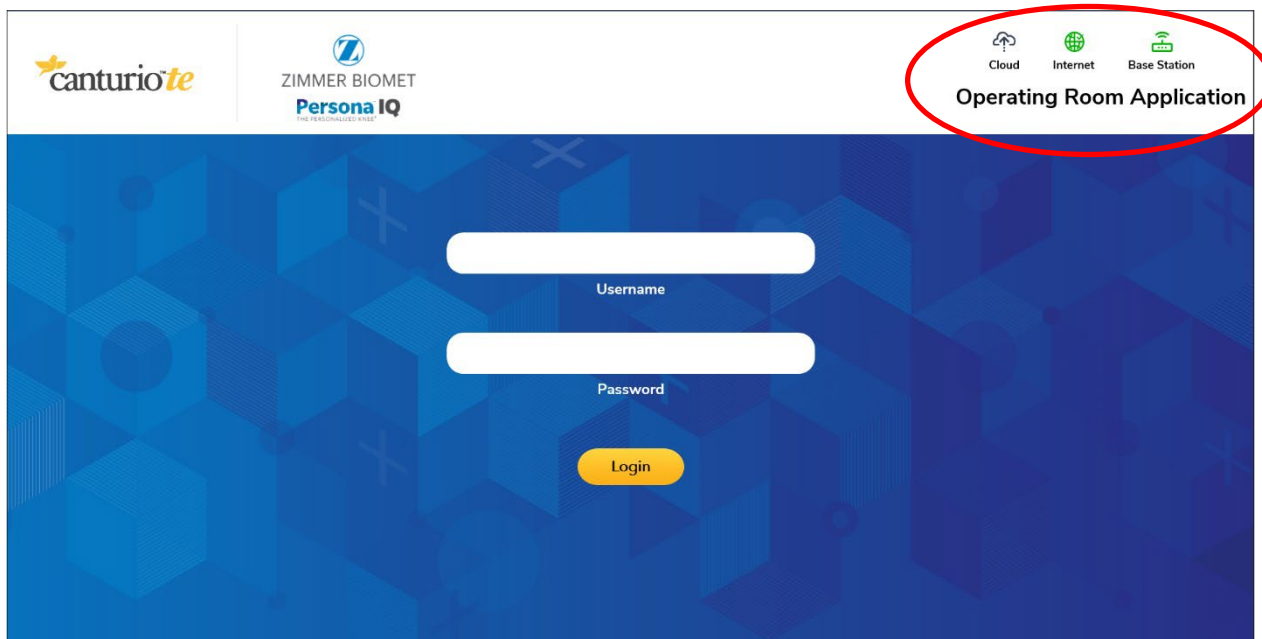 canturio te
ZIMMER BIOMET
Persona IQ
THE PERSONALIZED KNEE®
Cloud Internet Base Station
Operating Room Application
Username
Password
Login